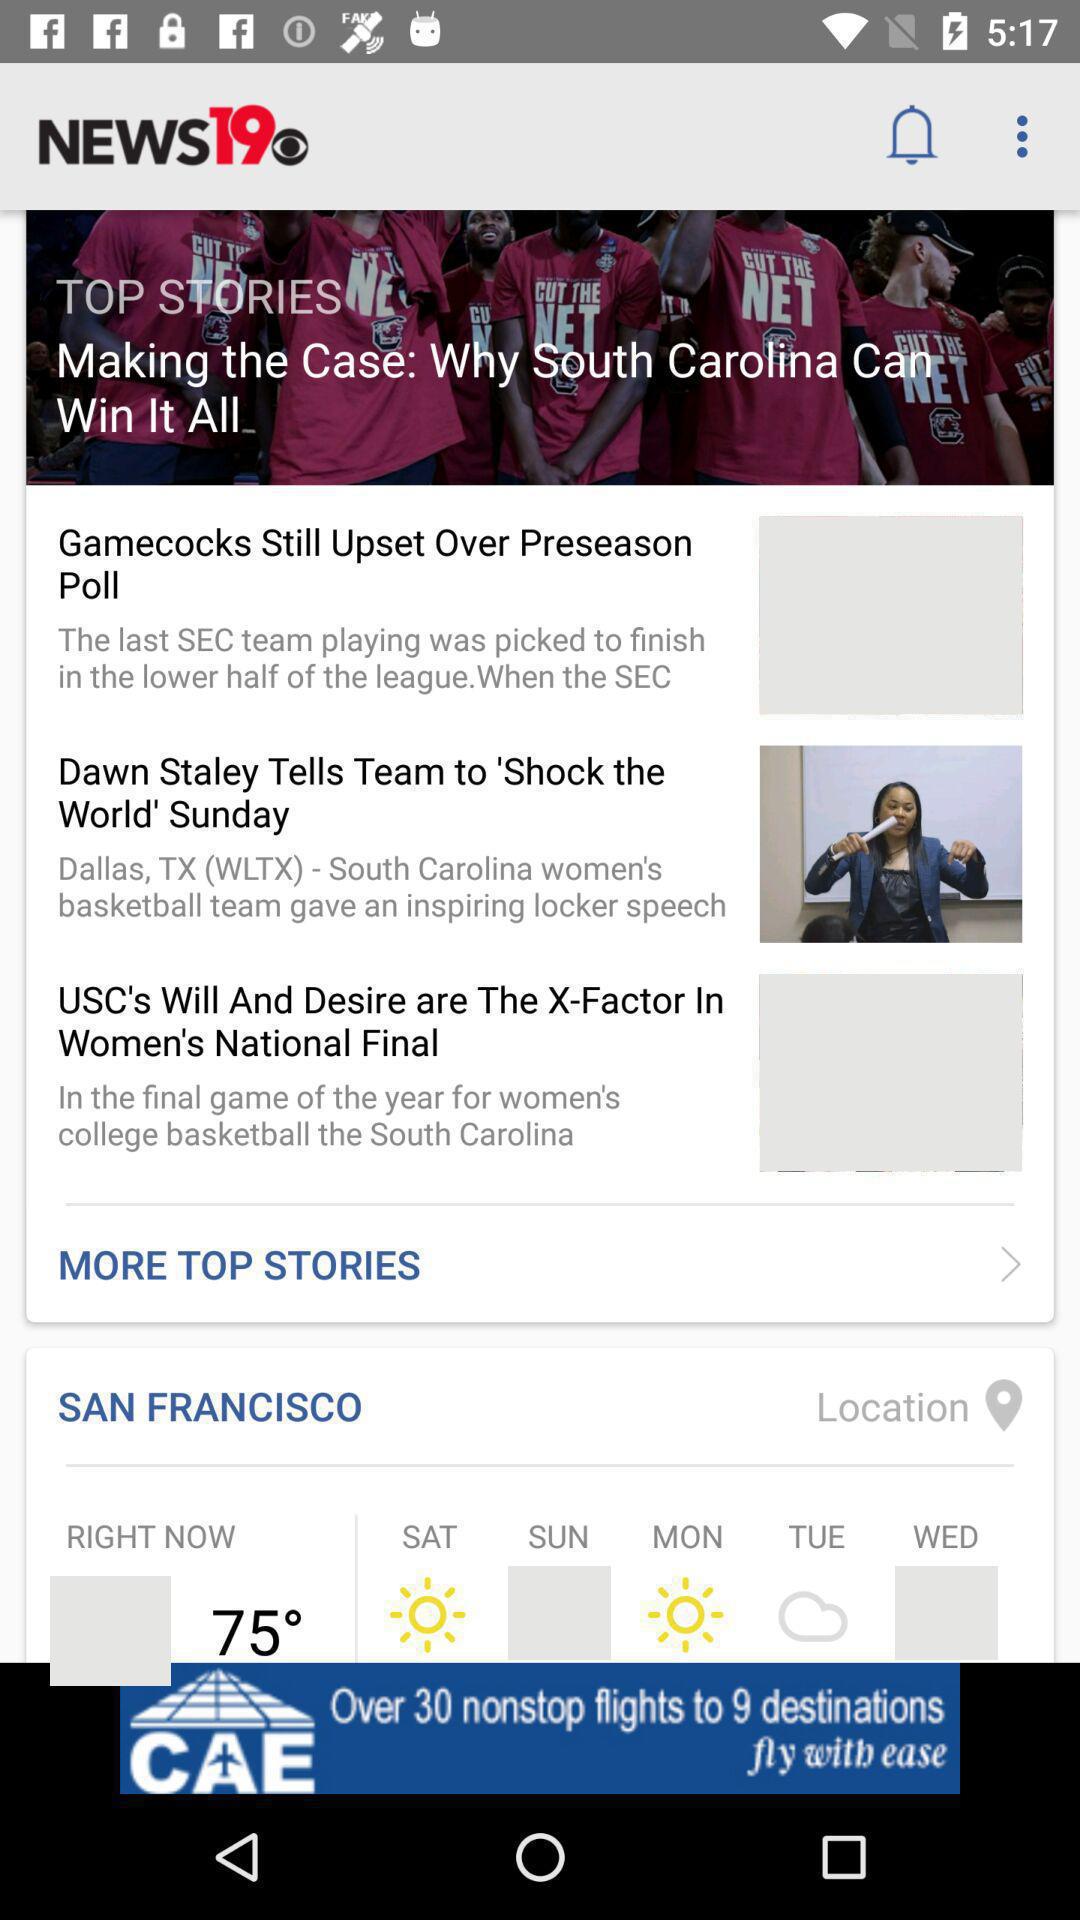 FAKE
5:17
NEWS19
CUT THE NET
TOP STORIES
Making the Case: Why South Carolina Can
Win It All
Gamecocks Still Upset Over Preseason
Poll
The last SEC team playing was picked to finish
in the lower half of the league.When the SEC
Dawn Staley Tells Team to 'Shock the
World' Sunday
Dallas, TX (WLTX) - South Carolina women's
basketball team gave an inspiring locker speech
USC's Will And Desire are The X-Factor In
Women's National Final
In the final game of the year for women's
college basketball the South Carolina
MORE TOP STORIES
SAN FRANCISCO Location
RIGHT NOW SAT SUN MON TUE WED
75°
CAE
Over 30 nonstop flights to 9 destinations
fly with ease